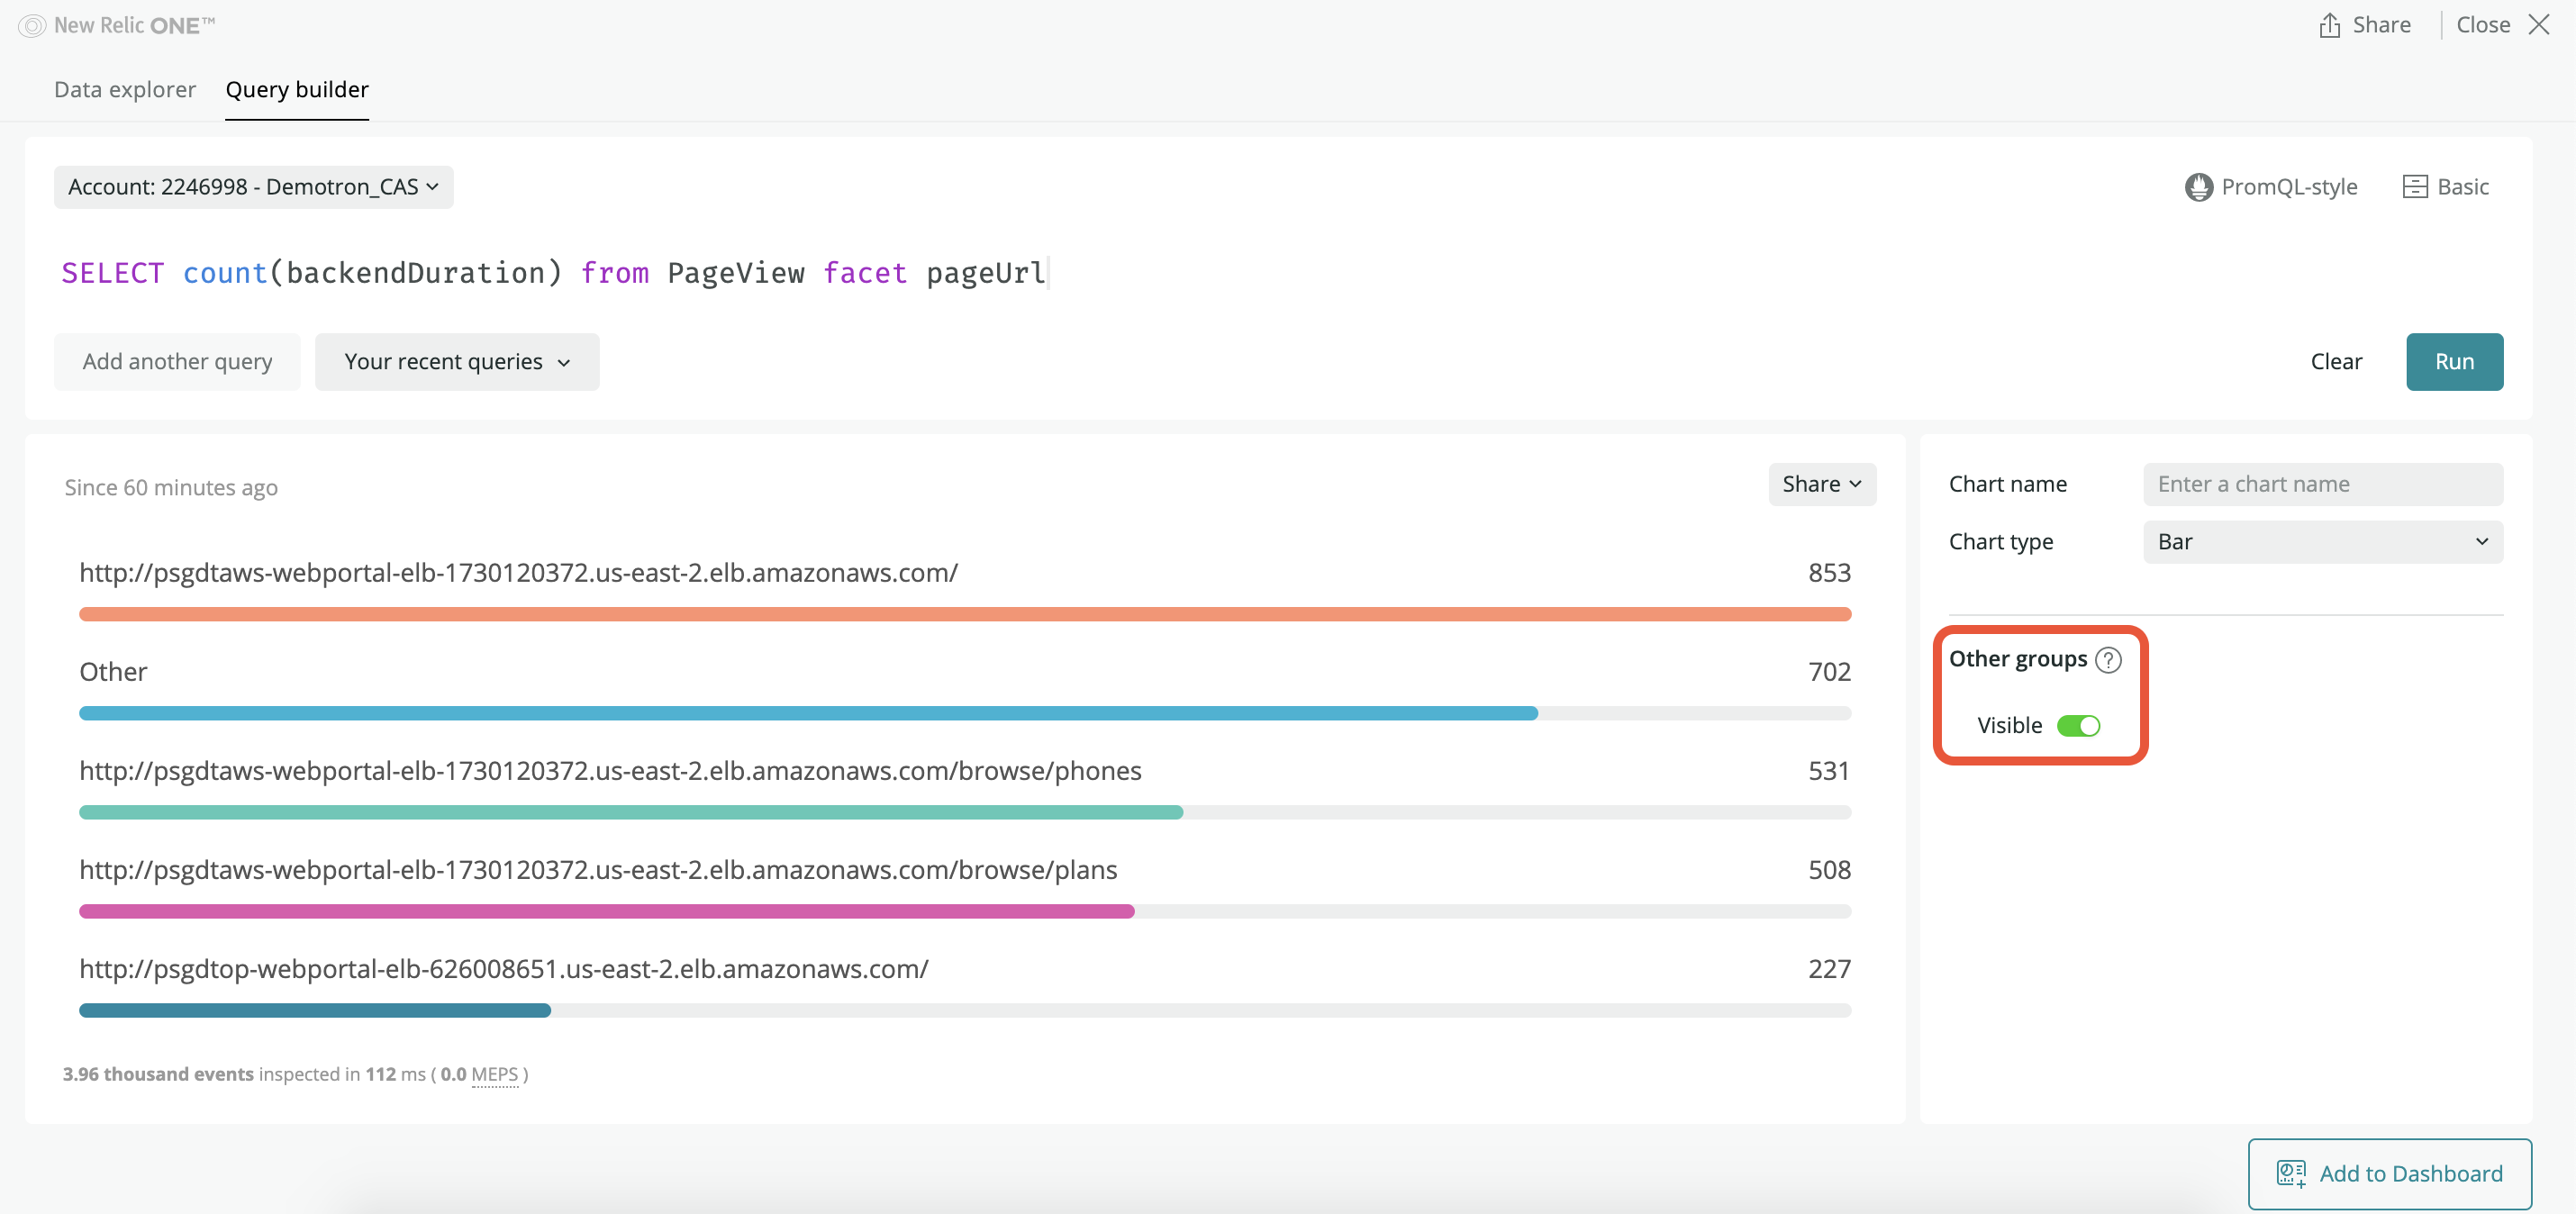 New Relic ONE™
Share
Close
Data explorer
Query builder
Account: 2246998 - Demotron_CAS
PromQL-style
Basic
SELECT count(backendDuration) from PageView facet pageUrl
Add another query
Your recent queries
Clear
Run
Since 60 minutes ago
Share
http://psgdtaws-webportal-elb-1730120372.us-east-2.elb.amazonaws.com/ 853
Other 702
http://psgdtaws-webportal-elb-1730120372.us-east-2.elb.amazonaws.com/browse/phones 531
http://psgdtaws-webportal-elb-1730120372.us-east-2.elb.amazonaws.com/browse/plans 508
http://psgdtop-webportal-elb-626008651.us-east-2.elb.amazonaws.com/ 227
3.96 thousand events inspected in 112 ms ( 0.0 MEPS )
Chart name
Enter a chart name
Chart type
Bar
Other groups ?
Visible
Add to Dashboard